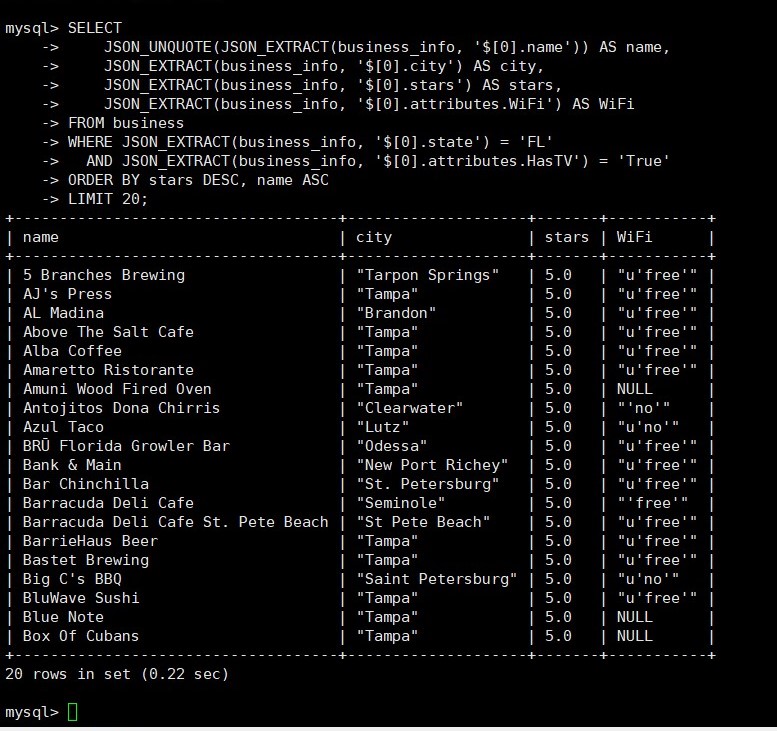 mysql> SELECT
    ->     JSON_UNQUOTE(JSON_EXTRACT(business_info, '$[0].name')) AS name,
    ->     JSON_EXTRACT(business_info, '$[0].city') AS city,
    ->     JSON_EXTRACT(business_info, '$[0].stars') AS stars,
    ->     JSON_EXTRACT(business_info, '$[0].attributes.WiFi') AS WiFi
    -> FROM business
    -> WHERE JSON_EXTRACT(business_info, '$[0].state') = 'FL'
    ->   AND JSON_EXTRACT(business_info, '$[0].attributes.HasTV') = 'True'
    -> ORDER BY stars DESC, name ASC
    -> LIMIT 20;
+-----------------------------------+--------------------+-------+-----------+
| name                              | city               | stars | WiFi      |
+-----------------------------------+--------------------+-------+-----------+
| 5 Branches Brewing                | "Tarpon Springs"   | 5.0   | "u'free'" |
| AJ's Press                        | "Tampa"            | 5.0   | "u'free'" |
| AL Madina                         | "Brandon"          | 5.0   | "u'free'" |
| Above The Salt Cafe               | "Tampa"            | 5.0   | "u'free'" |
| Alba Coffee                       | "Tampa"            | 5.0   | "u'free'" |
| Amaretto Ristorante               | "Tampa"            | 5.0   | "u'free'" |
| Amuni Wood Fired Oven             | "Tampa"            | 5.0   | NULL      |
| Antojitos Dona Chirris            | "Clearwater"       | 5.0   | "'no'"    |
| Azul Taco                         | "Lutz"             | 5.0   | "u'no'"   |
| BRŪ Florida Growler Bar           | "Odessa"           | 5.0   | "u'free'" |
| Bank & Main                       | "New Port Richey"  | 5.0   | "u'free'" |
| Bar Chinchilla                    | "St. Petersburg"   | 5.0   | "u'free'" |
| Barracuda Deli Cafe               | "Seminole"         | 5.0   | "'free'"  |
| Barracuda Deli Cafe St. Pete Beach | "St Pete Beach"    | 5.0   | "u'free'" |
| BarrieHaus Beer                   | "Tampa"            | 5.0   | "u'free'" |
| Bastet Brewing                    | "Tampa"            | 5.0   | "u'free'" |
| Big C's BBQ                       | "Saint Petersburg" | 5.0   | "u'no'"   |
| BluWave Sushi                     | "Tampa"            | 5.0   | "u'free'" |
| Blue Note                         | "Tampa"            | 5.0   | NULL      |
| Box Of Cubans                     | "Tampa"            | 5.0   | NULL      |
+-----------------------------------+--------------------+-------+-----------+
20 rows in set (0.22 sec)
mysql>